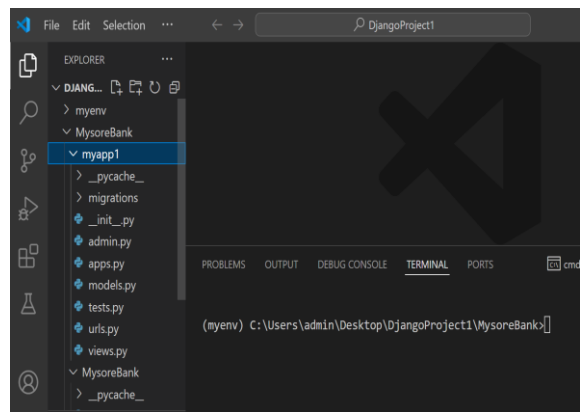 File Edit Selection ... DjangoProject1
EXPLORER ...
DJANG...
myenv
MysoreBank
myapp1
__pycache__
migrations
__init__.py
admin.py
apps.py
models.py
tests.py
urls.py
views.py
MysoreBank
__pycache__
PROBLEMS OUTPUT DEBUG CONSOLE TERMINAL PORTS cmd
(myenv) C:\Users\admin\Desktop\DjangoProject1\MysoreBank>